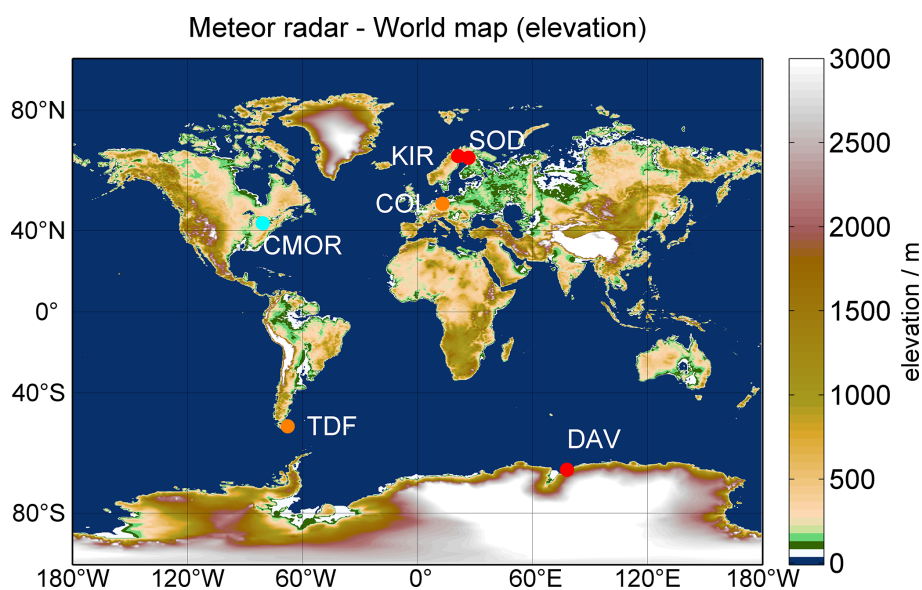 Meteor radar - World map (elevation)
80°N
40°N
0°
40°S
80°S
KIR
SOD
COL
CMOR
TDF
DAV
180°W
120°W
60°W
0°
60°E
120°E
180°W
3000
2500
2000
1500
1000
500
0
elevation / m